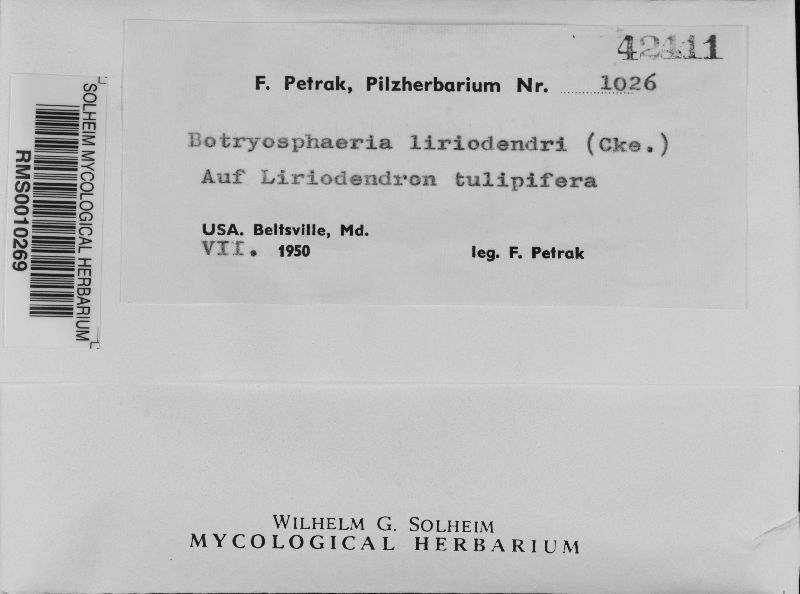 42411
F. Petrak, Pilzherbarium Nr. 1026
Botryosphaeria liriodendri (Cke.)
Auf Liriodendron tulipifera
USA. Beltsville, Md.
VII. 1950 leg. F. Petrak
SOLHEIM MYCOLOGICAL HERBARIUM
RMS0010269
WILHELM G. SOLHEIM
MYCOLOGICAL HERBARIUM